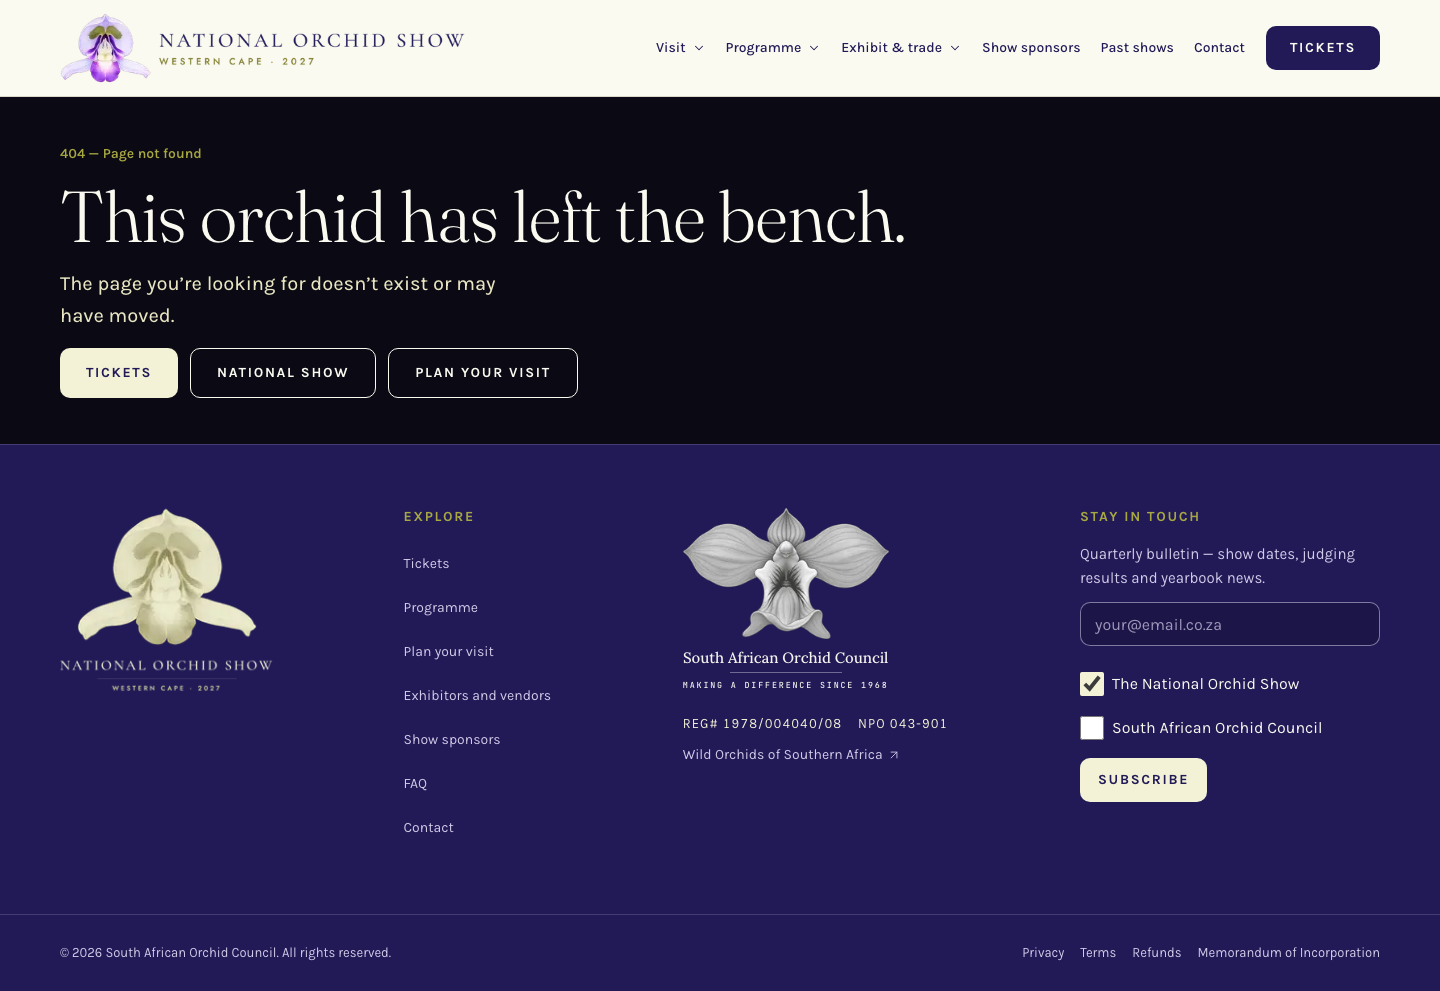 NATIONAL ORCHID SHOW
WESTERN CAPE · 2027
Visit
Programme
Exhibit & trade
Show sponsors
Past shows
Contact
TICKETS
404 — Page not found
This orchid has left the bench.
The page you’re looking for doesn’t exist or may
have moved.
TICKETS
NATIONAL SHOW
PLAN YOUR VISIT
NATIONAL ORCHID SHOW
WESTERN CAPE · 2027
EXPLORE
Tickets
Programme
Plan your visit
Exhibitors and vendors
Show sponsors
FAQ
Contact
South African Orchid Council
MAKING A DIFFERENCE SINCE 1968
REG# 1978/004040/08 NPO 043-901
Wild Orchids of Southern Africa ↗
STAY IN TOUCH
Quarterly bulletin — show dates, judging
results and yearbook news.
your@email.co.za
The National Orchid Show
South African Orchid Council
SUBSCRIBE
© 2026 South African Orchid Council. All rights reserved.
Privacy
Terms
Refunds
Memorandum of Incorporation